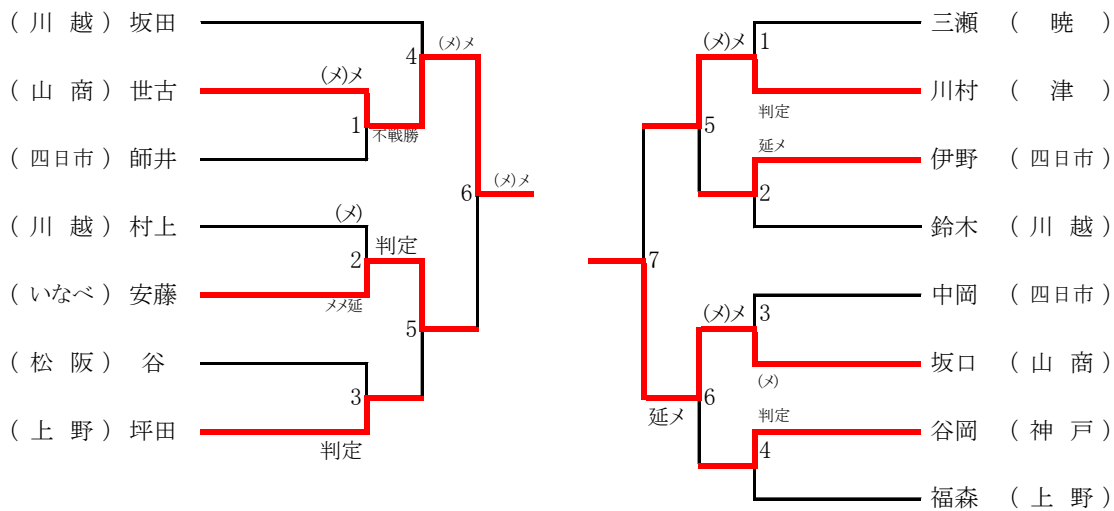 (川越)坂田
4
(メ)メ
(メ)メ
(山商)世古
1
不戦勝
(四日市)師井
6
(メ)メ
(メ)
(川越)村上
判定
2
(いなべ)安藤
メメ延
5
(松阪)谷
3
(上野)坪田
判定
三瀬(暁)
(メ)メ
1
川村(津)
判定
5
延メ
伊野(四日市)
2
鈴木(川越)
7
中岡(四日市)
(メ)メ
3
坂口(山商)
(メ)
6
延メ
判定
谷岡(神戸)
4
福森(上野)